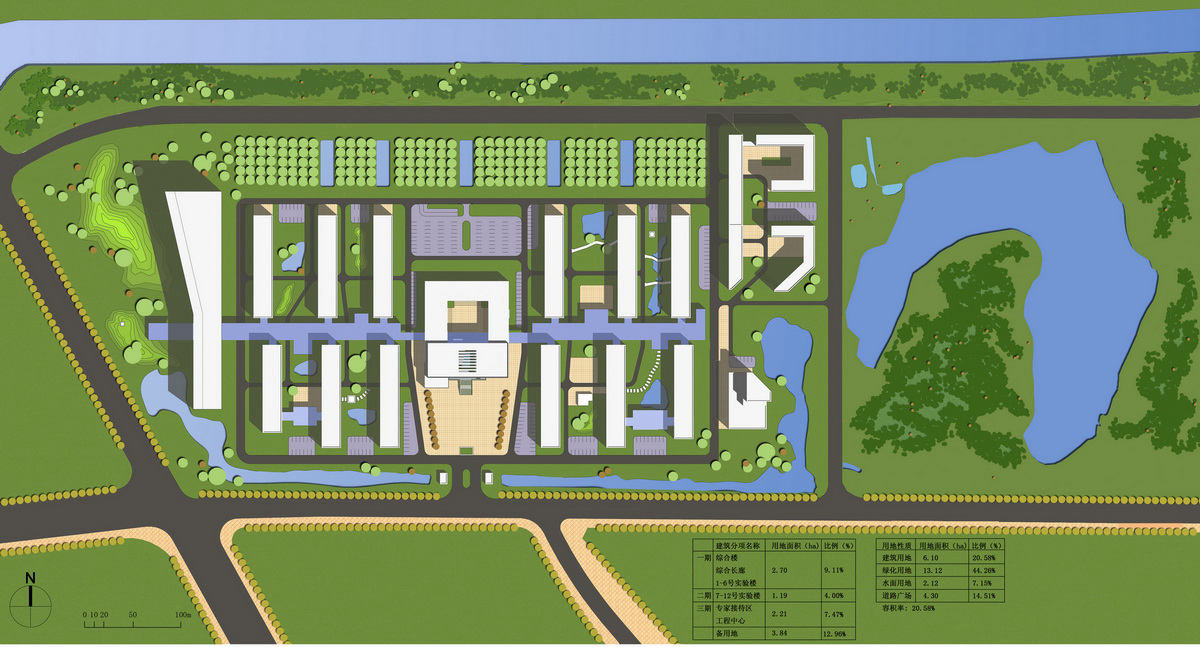 建筑分项名称 用地面积(ha) 比例(%)
一期 综合楼
综合长廊 2.70 9.11%
1-6号实验楼
二期 7-12号实验楼 1.19 4.00%
三期 专家接待区 2.21 7.47%
工程中心
备用地 3.84 12.96%
用地性质 用地面积(ha) 比例(%)
建筑用地 6.10 20.58%
绿化用地 13.12 44.26%
水面用地 2.12 7.15%
道路广场 4.30 14.51%
容积率: 20.58%
N
0 10 20 50 100m